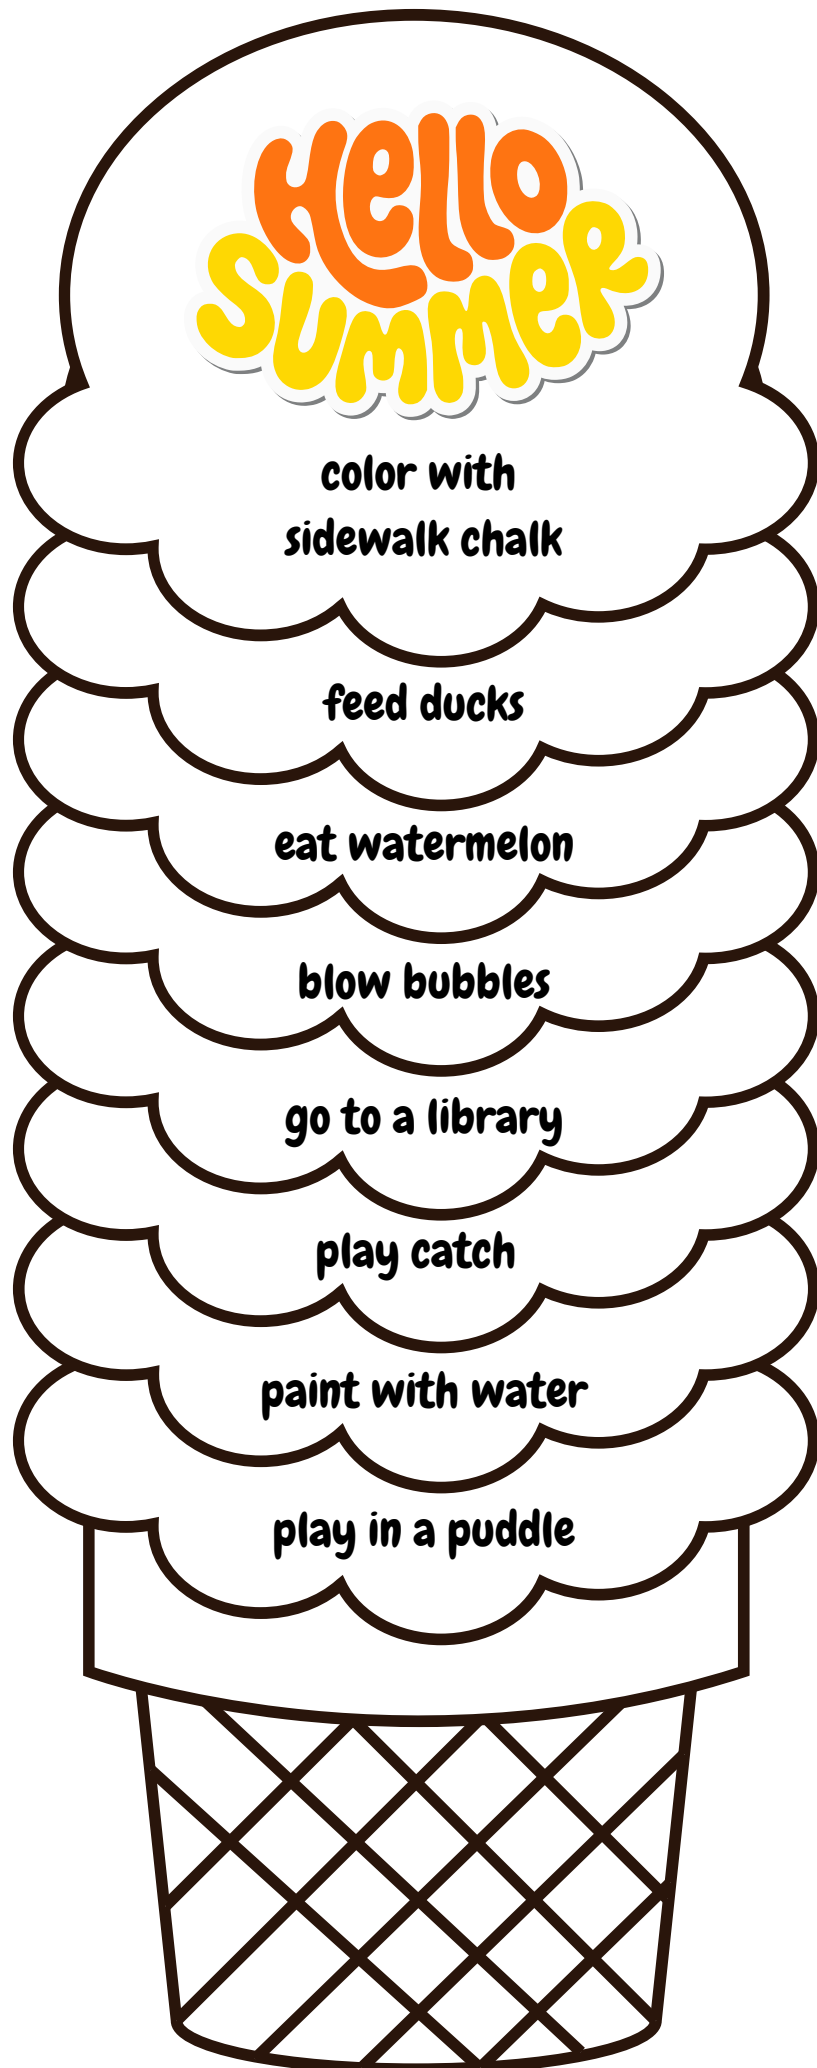 Hello
SUMMER
color with
sidewalk chalk
feed ducks
eat watermelon
blow bubbles
go to a library
play catch
paint with water
play in a puddle